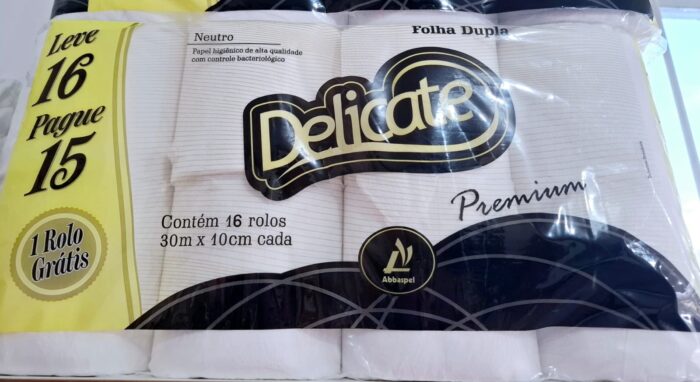 Leve
16
Pague
15
1 Rolo
Grátis
Neutro
Papel higiênico de alta qualidade
com controle bacteriológico
Folha Dupla
Delicate
Premium
Contém 16 rolos
30m x 10cm cada
Abbaspel